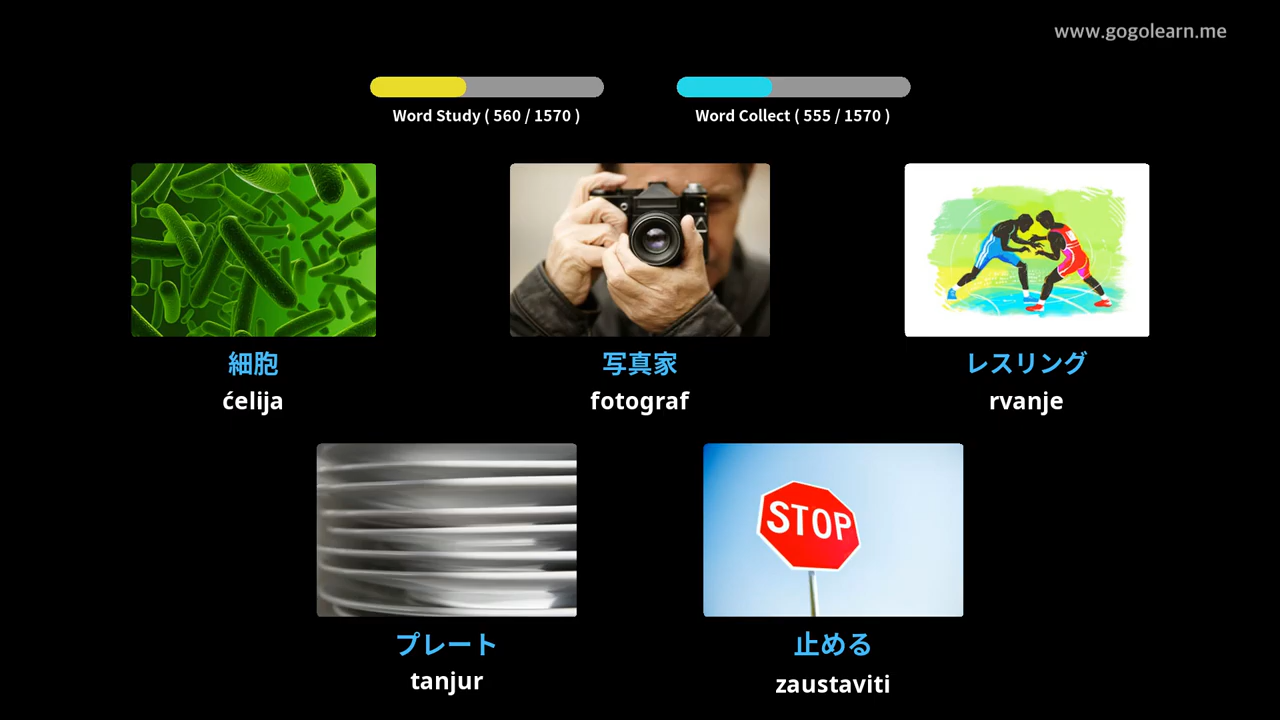 www.gogolearn.me
Word Study ( 560 / 1570 )
Word Collect ( 555 / 1570 )
細胞
ćelija
写真家
fotograf
レスリング
rvanje
プレート
tanjur
STOP
止める
zaustaviti